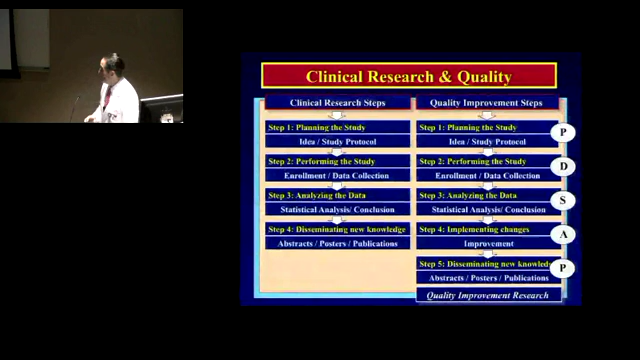 Clinical Research & Quality
Clinical Research Steps
Step 1: Planning the Study
Idea / Study Protocol
Step 2: Performing the Study
Enrollment / Data Collection
Step 3: Analyzing the Data
Statistical Analysis/ Conclusion
Step 4: Disseminating new knowledge
Abstracts / Posters / Publications
Quality Improvement Steps
Step 1: Planning the Study
Idea / Study Protocol
P
Step 2: Performing the Study
Enrollment / Data Collection
D
Step 3: Analyzing the Data
Statistical Analysis/ Conclusion
S
Step 4: Implementing changes
Improvement
A
Step 5: Disseminating new knowledg
Abstracts / Posters / Publications
P
Quality Improvement Research